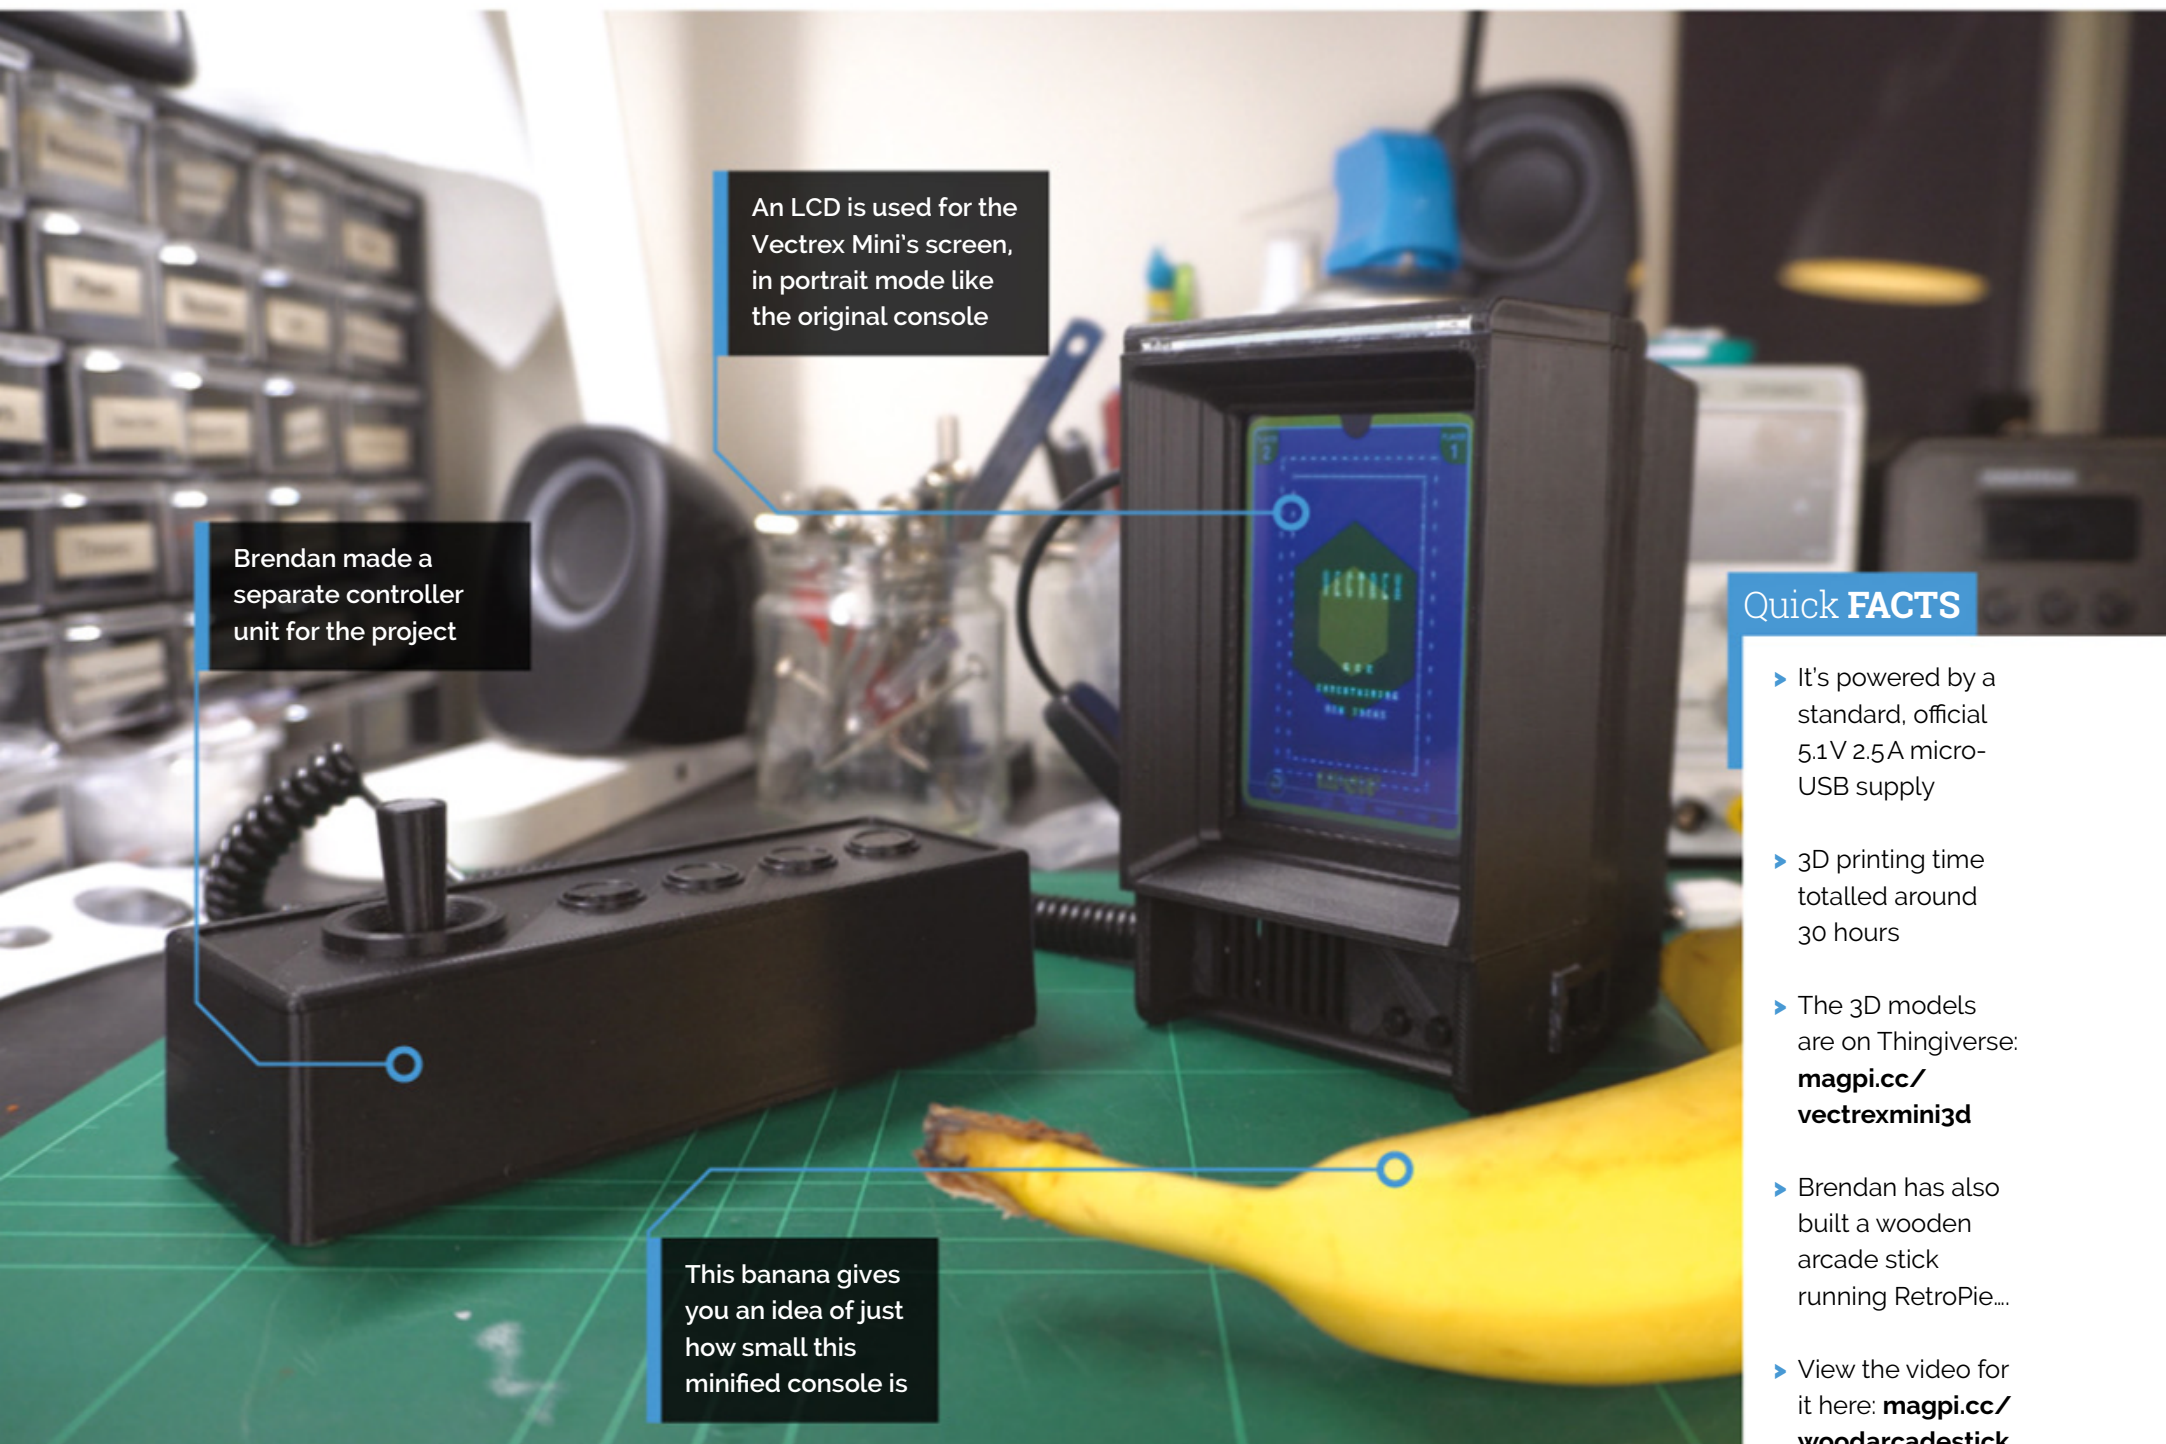 An LCD is used for the
Vectrex Mini's screen,
in portrait mode like
the original console
Brendan made a
separate controller
unit for the project
This banana gives
you an idea of just
how small this
minified console is
2
1
Quick FACTS
> It's powered by a
standard, official
5.1V 2.5A micro-
USB supply
> 3D printing time
totalled around
30 hours
> The 3D models
are on Thingiverse:
magpi.cc/
vectrexmini3d
> Brendan has also
built a wooden
arcade stick
running RetroPie....
> View the video for
it here: magpi.cc/
woodarcadestick